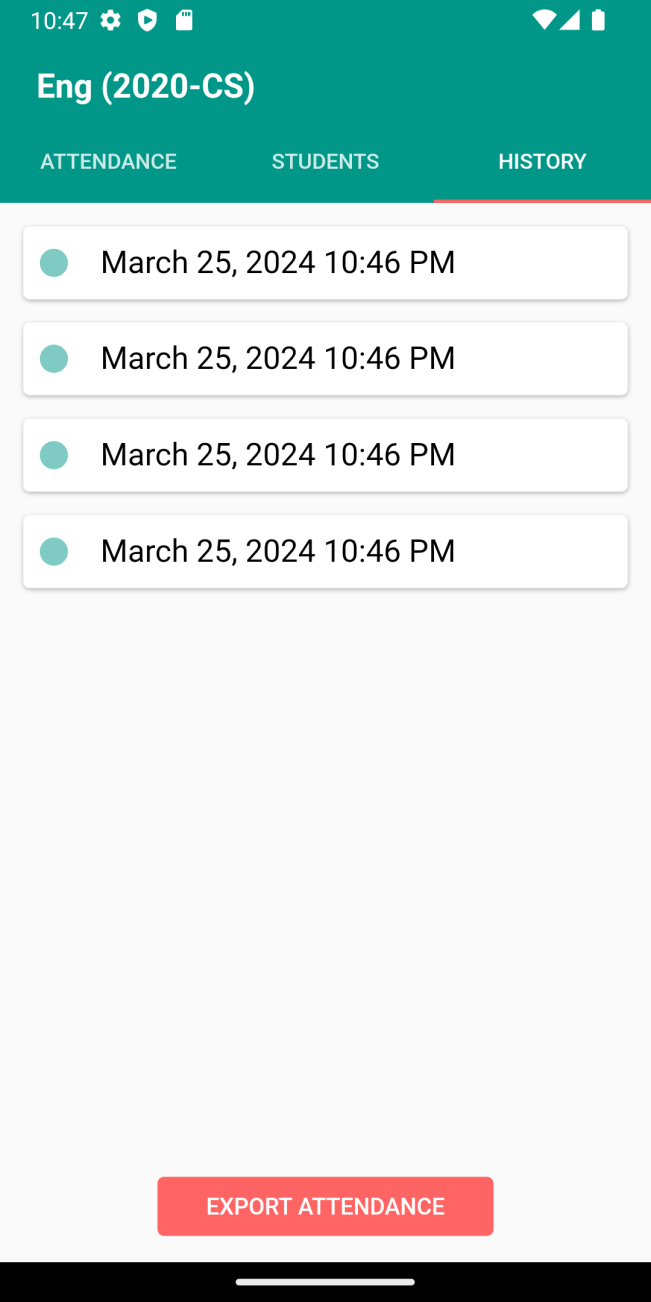 10:47
Eng (2020-CS)
ATTENDANCE STUDENTS HISTORY
March 25, 2024 10:46 PM
March 25, 2024 10:46 PM
March 25, 2024 10:46 PM
March 25, 2024 10:46 PM
EXPORT ATTENDANCE